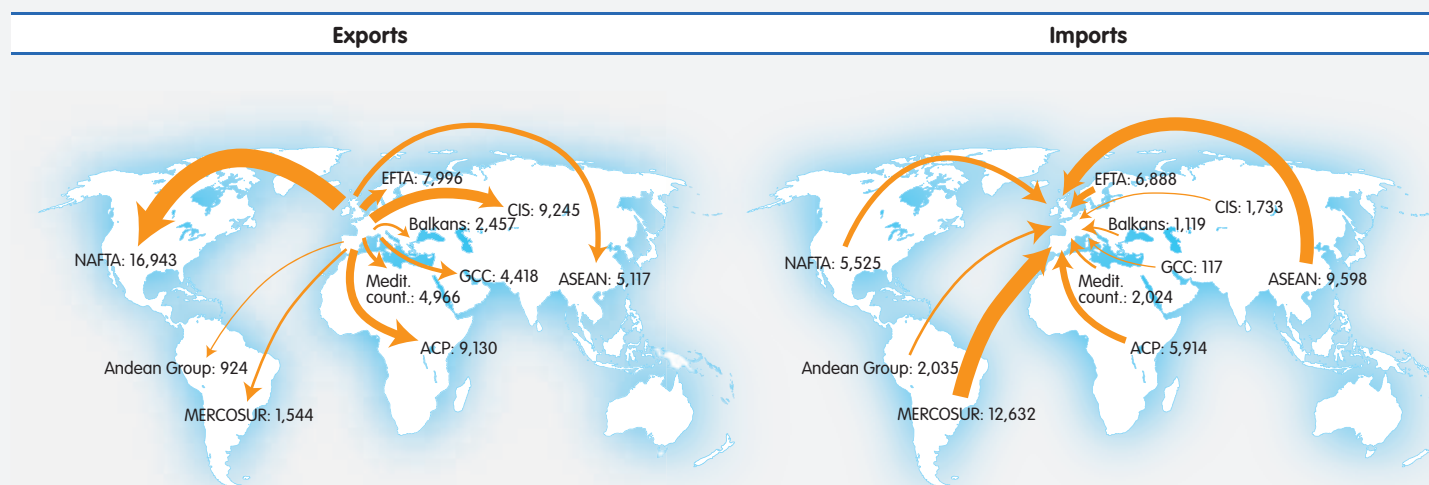 Exports
EFTA: 7,996
CIS: 9,245
Balkans: 2,457
NAFTA: 16,943
GCC: 4,418
ASEAN: 5,117
Medit.
count.: 4,966
ACP: 9,130
Andean Group: 924
MERCOSUR: 1,544
Imports
EFTA: 6,888
CIS: 1,733
Balkans: 1,119
NAFTA: 5,525
GCC: 117
ASEAN: 9,598
Medit.
count.: 2,024
ACP: 5,914
Andean Group: 2,035
MERCOSUR: 12,632